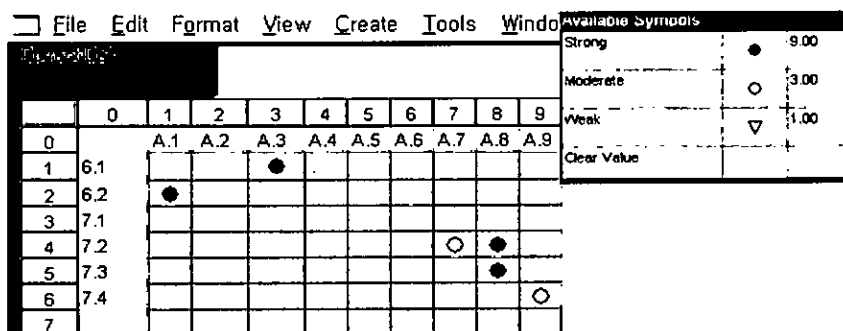 File Edit Format View Create Tools Windo
Available Symbols
Strong 9.00
Moderate 3.00
Weak 1.00
Clear Value
0 1 2 3 4 5 6 7 8 9
0 A.1 A.2 A.3 A.4 A.5 A.6 A.7 A.8 A.9
1 6.1
2 6.2
3 7.1
4 7.2
5 7.3
6 7.4
7